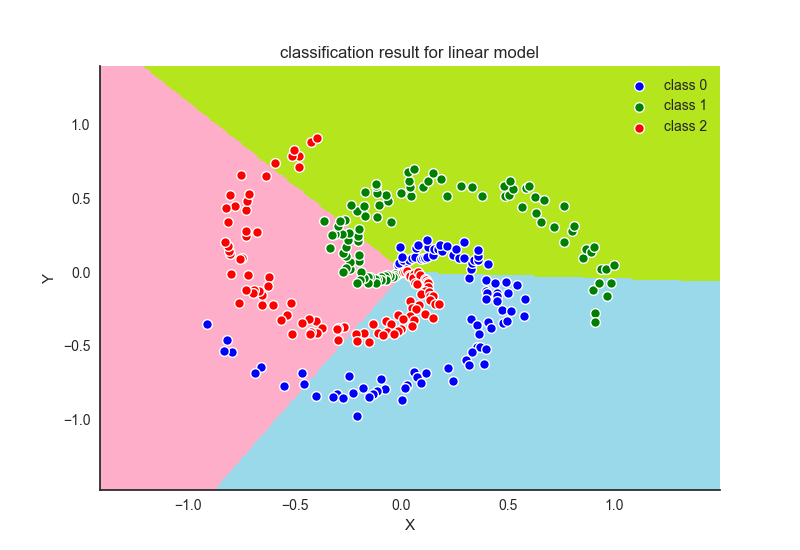 classification result for linear model
class 0
class 1
class 2
1.0
0.5
0.0
−0.5
−1.0
Y
−1.0 −0.5 0.0 0.5 1.0
X